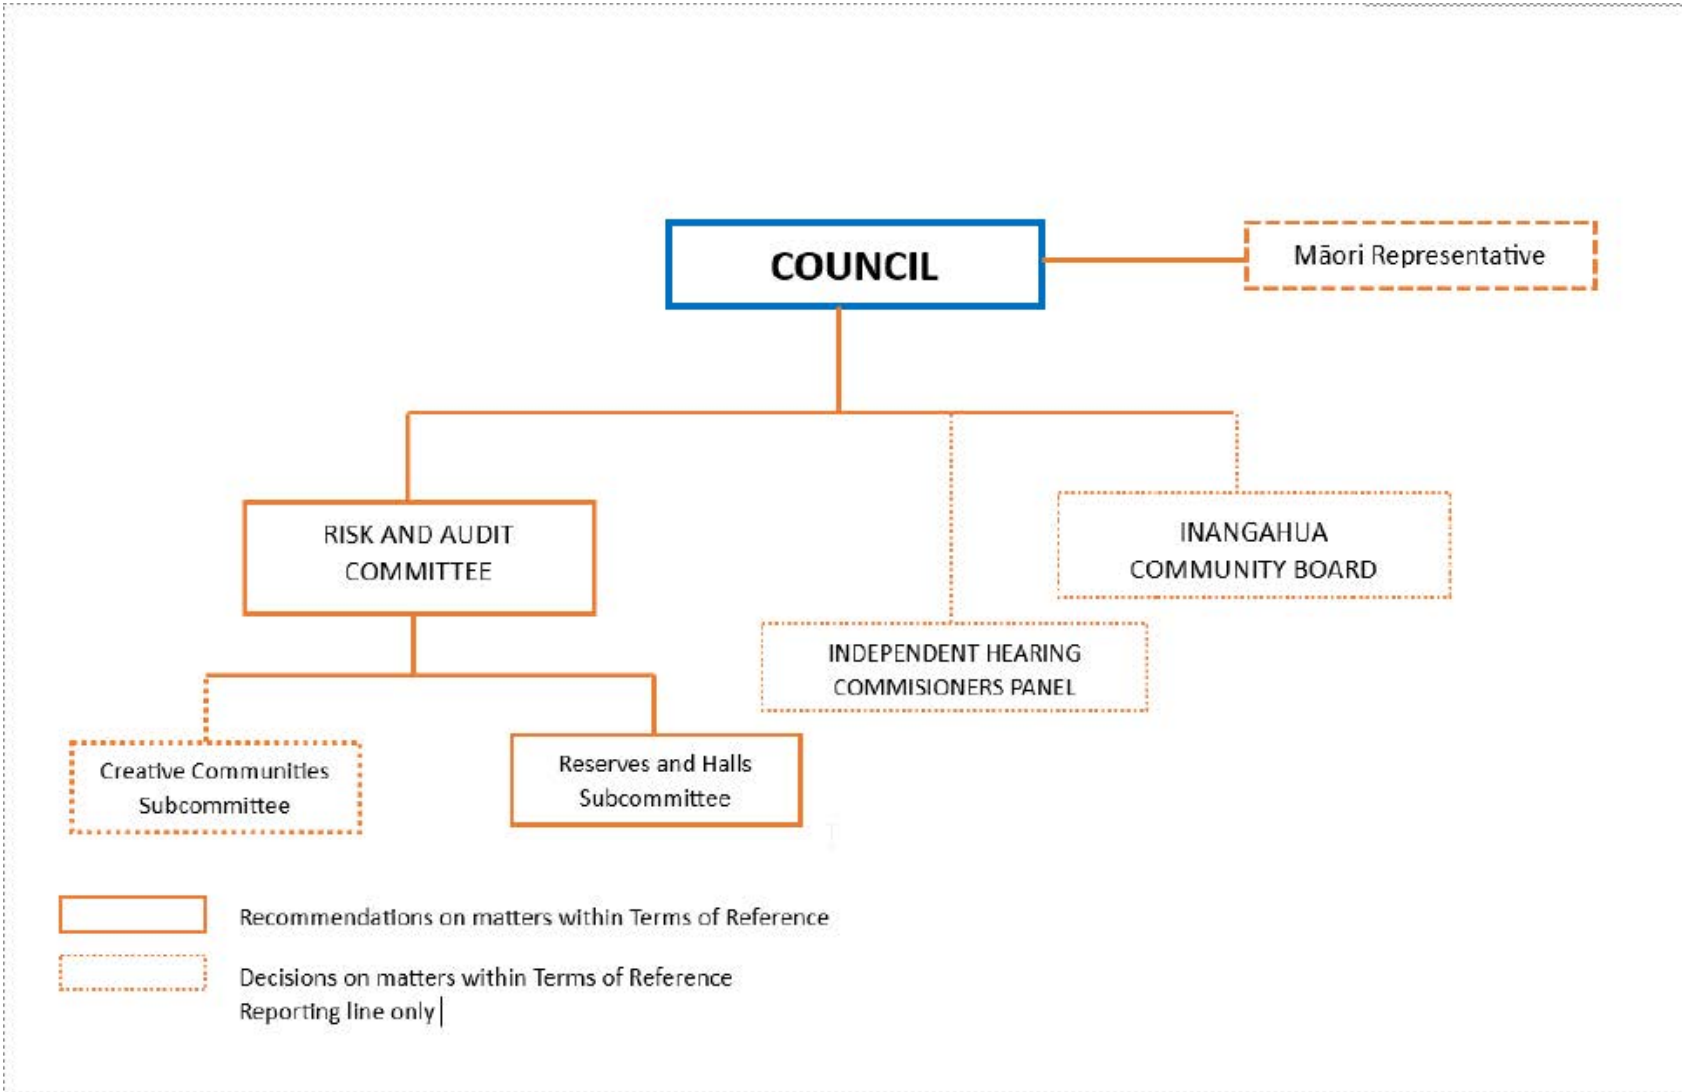 COUNCIL
Māori Representative
RISK AND AUDIT
COMMITTEE
INANGAHUA
COMMUNITY BOARD
INDEPENDENT HEARING
COMMISIONERS PANEL
Creative Communities
Subcommittee
Reserves and Halls
Subcommittee
Recommendations on matters within Terms of Reference
Decisions on matters within Terms of Reference
Reporting line only